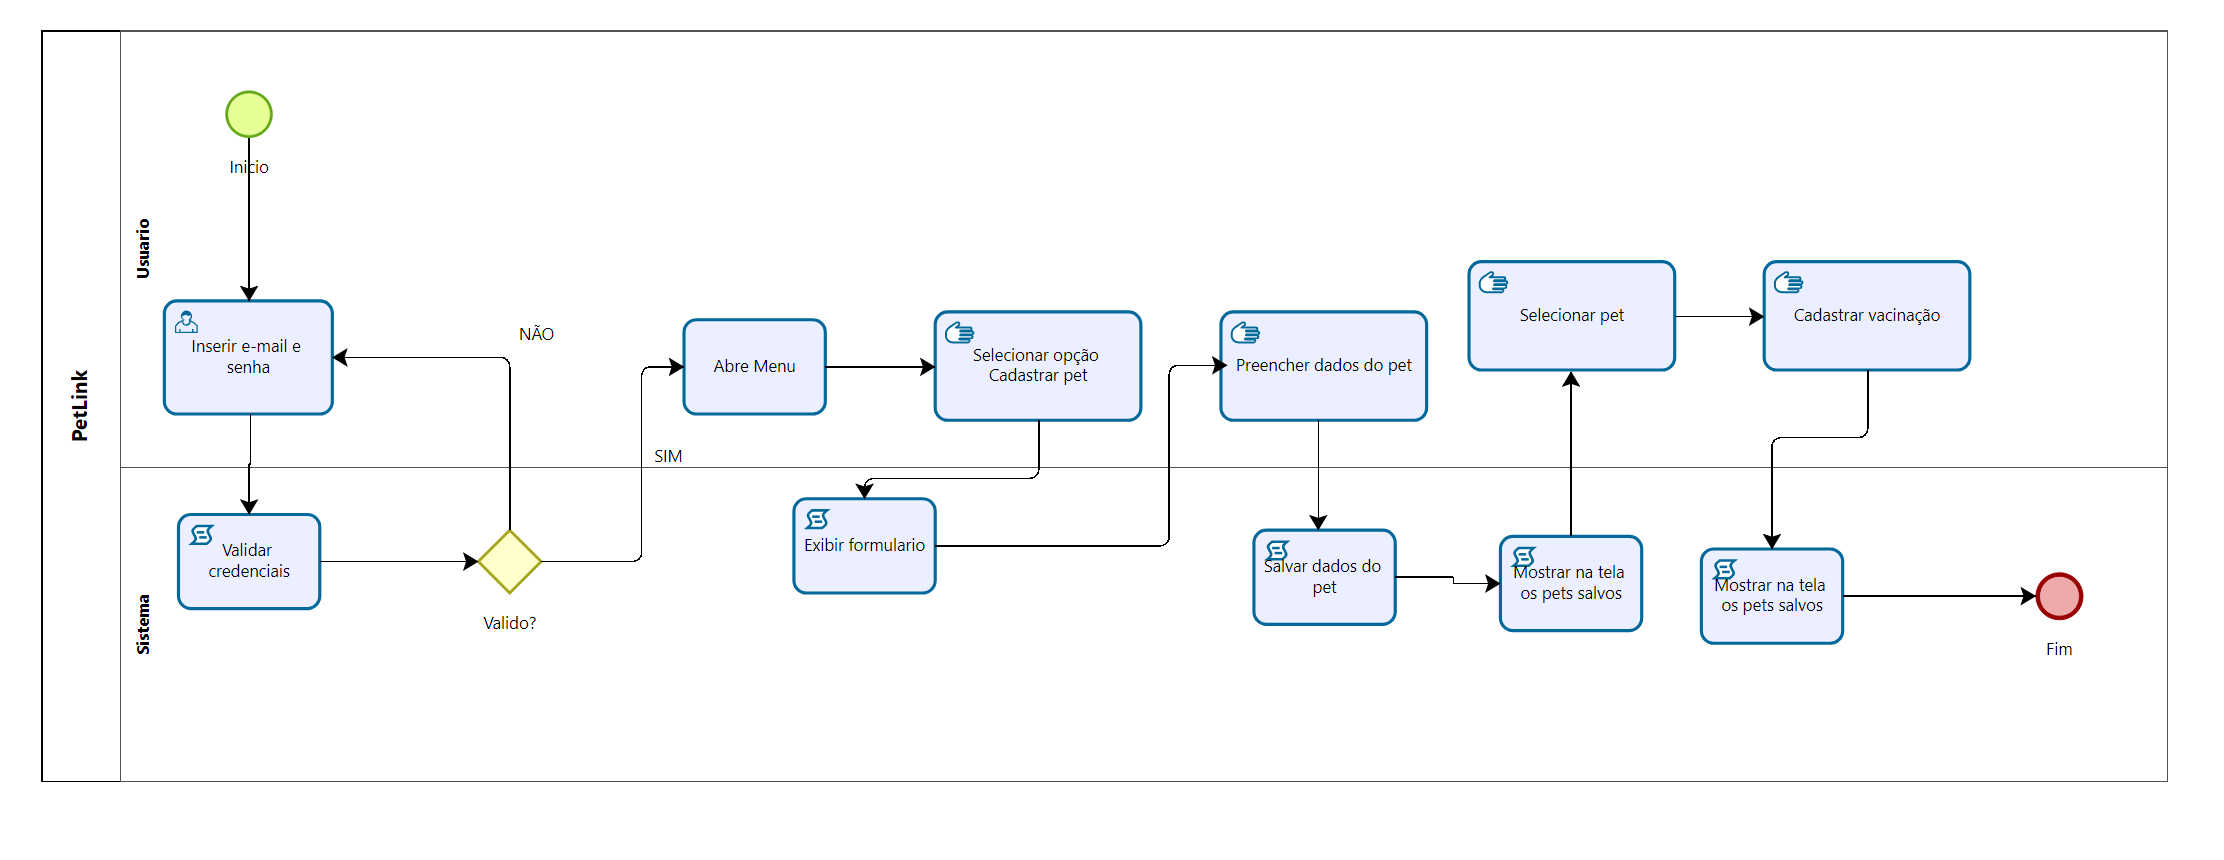 PetLink
Usuario
Inicio
Inserir e-mail e
senha
NÃO
Abre Menu
Selecionar opção
Cadastrar pet
Preencher dados do pet
Selecionar pet
Cadastrar vacinação
SIM
Sistema
Validar
credenciais
Valido?
Exibir formulario
Salvar dados do
pet
Mostrar na tela
os pets salvos
Mostrar na tela
os pets salvos
Fim